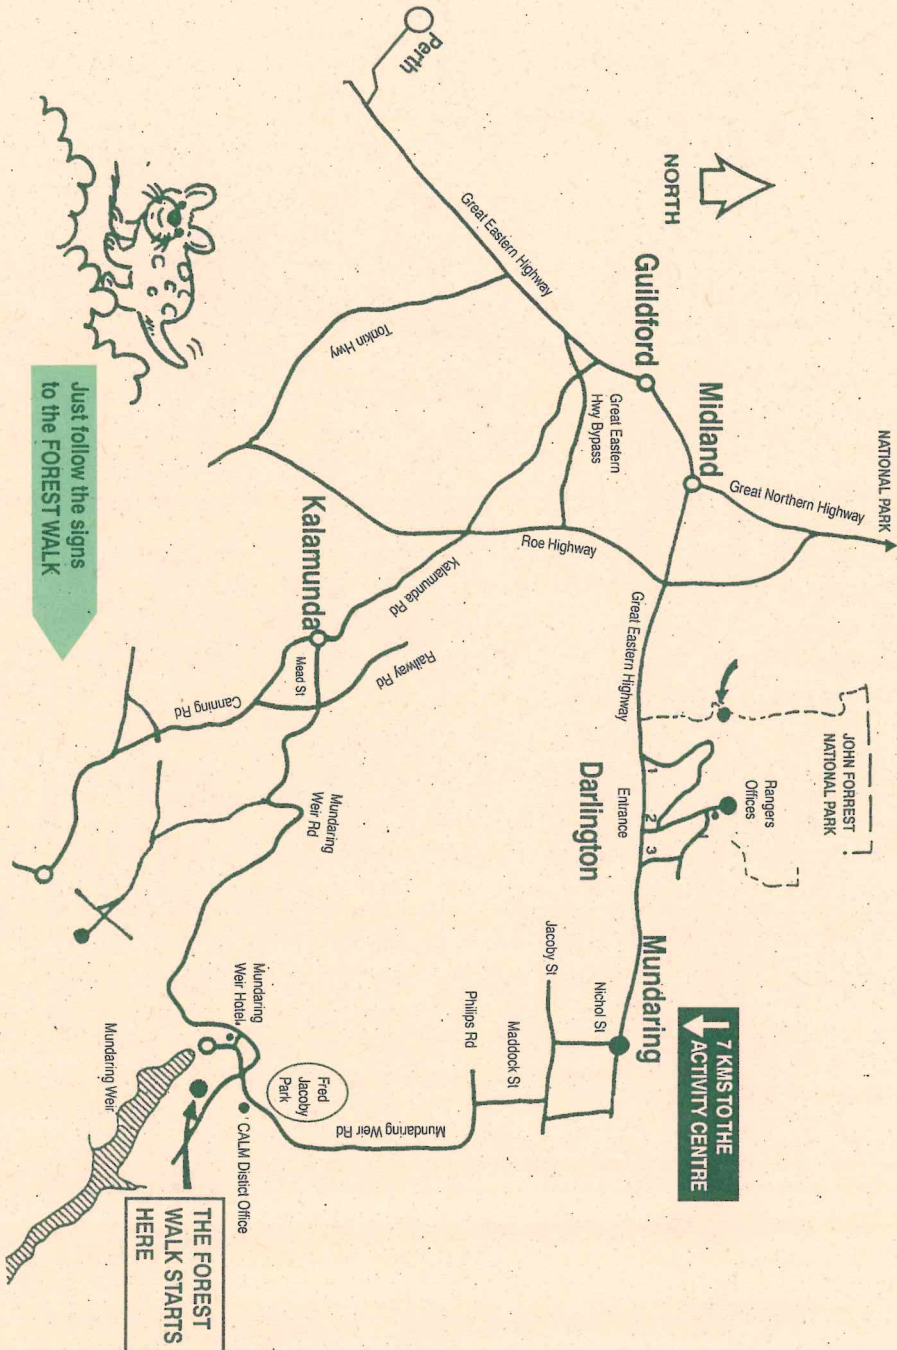 Perth
NORTH
Great Eastern Highway
Tonkin Hwy
Guildford
Great Eastern
Hwy Bypass
Midland
NATIONAL PARK
Great Northern Highway
Roe Highway
Kalamunda
Kalamunda Rd
Mead St
Railway Rd
Canning Rd
Great Eastern Highway
JOHN FORREST
NATIONAL PARK
Rangers
Offices
1
2
3
Entrance
Darlington
Mundaring
Weir Rd
Mundaring
Nichol St
Jacoby St
Maddock St
Philips Rd
7 KMS TO THE
ACTIVITY CENTRE
Mundaring
Weir Hotel
Fred
Jacoby
Park
Mundaring Weir Rd
CALM Distict Office
Mundaring Weir
THE FOREST
WALK STARTS
HERE
Just follow the signs
to the FOREST WALK